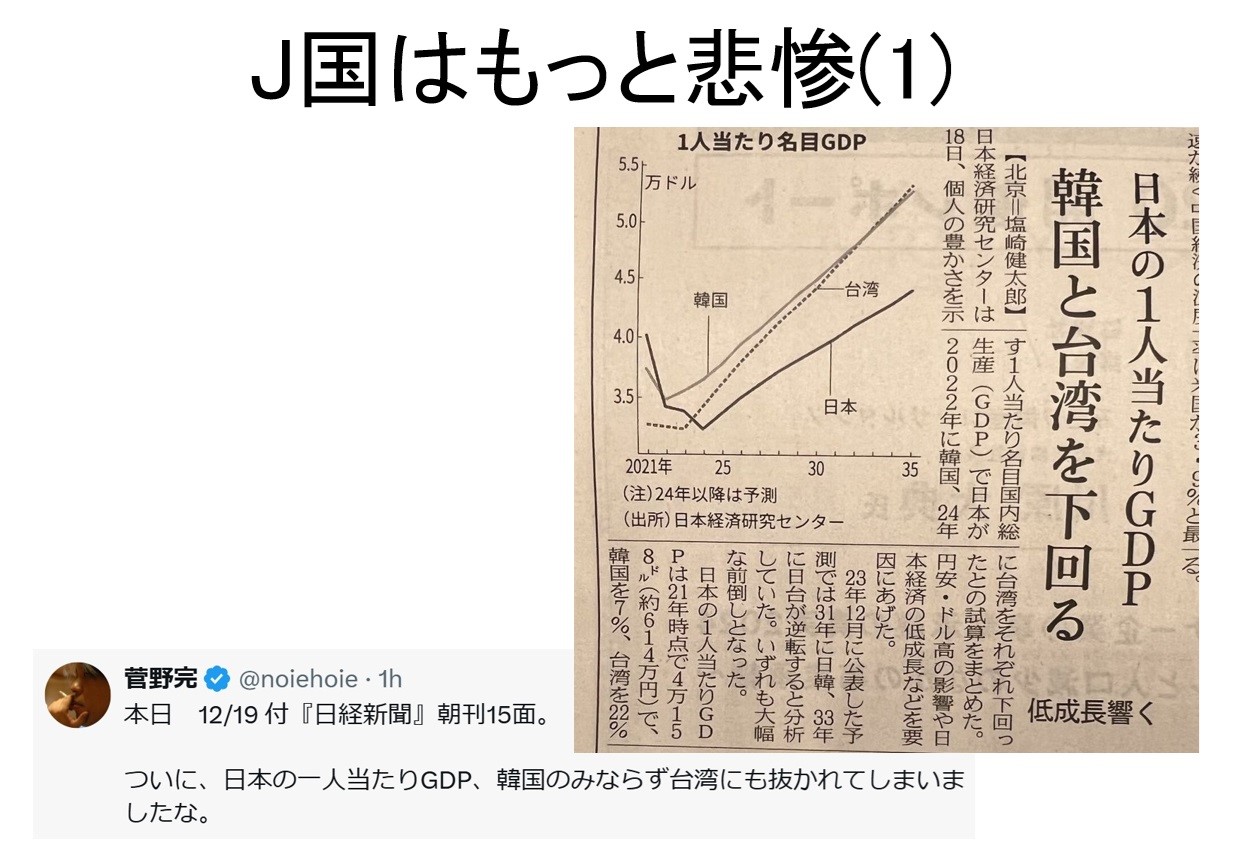 J国はもっと悲惨(1)
日本の1人当たりGDP
韓国と台湾を下回る
低成長響く
【北京＝塩崎健太郎】
日本経済研究センターは
18日、個人の豊かさを示
す1人当たり名目国内総
生産（GDP）で日本が
2022年に韓国、24年
に台湾をそれぞれ下回っ
たとの試算をまとめた。
円安・ドル高の影響や日
本経済の低成長などを要
因にあげた。
23年12月に公表した予
測では31年に日韓、33年
に日台が逆転すると分析
していた。いずれも大幅
な前倒しとなった。
日本の1人当たりGD
Pは21年時点で4万15
8㌦（約614万円）で、
韓国を7%、台湾を22%
1人当たり名目GDP
5.5
万ドル
5.0
4.5
4.0
3.5
韓国
台湾
日本
2021年 25 30 35
（注）24年以降は予測
（出所）日本経済研究センター
菅野完 @noiehoie · 1h
本日　12/19 付『日経新聞』朝刊15面。
ついに、日本の一人当たりGDP、韓国のみならず台湾にも抜かれてしまいま
したな。